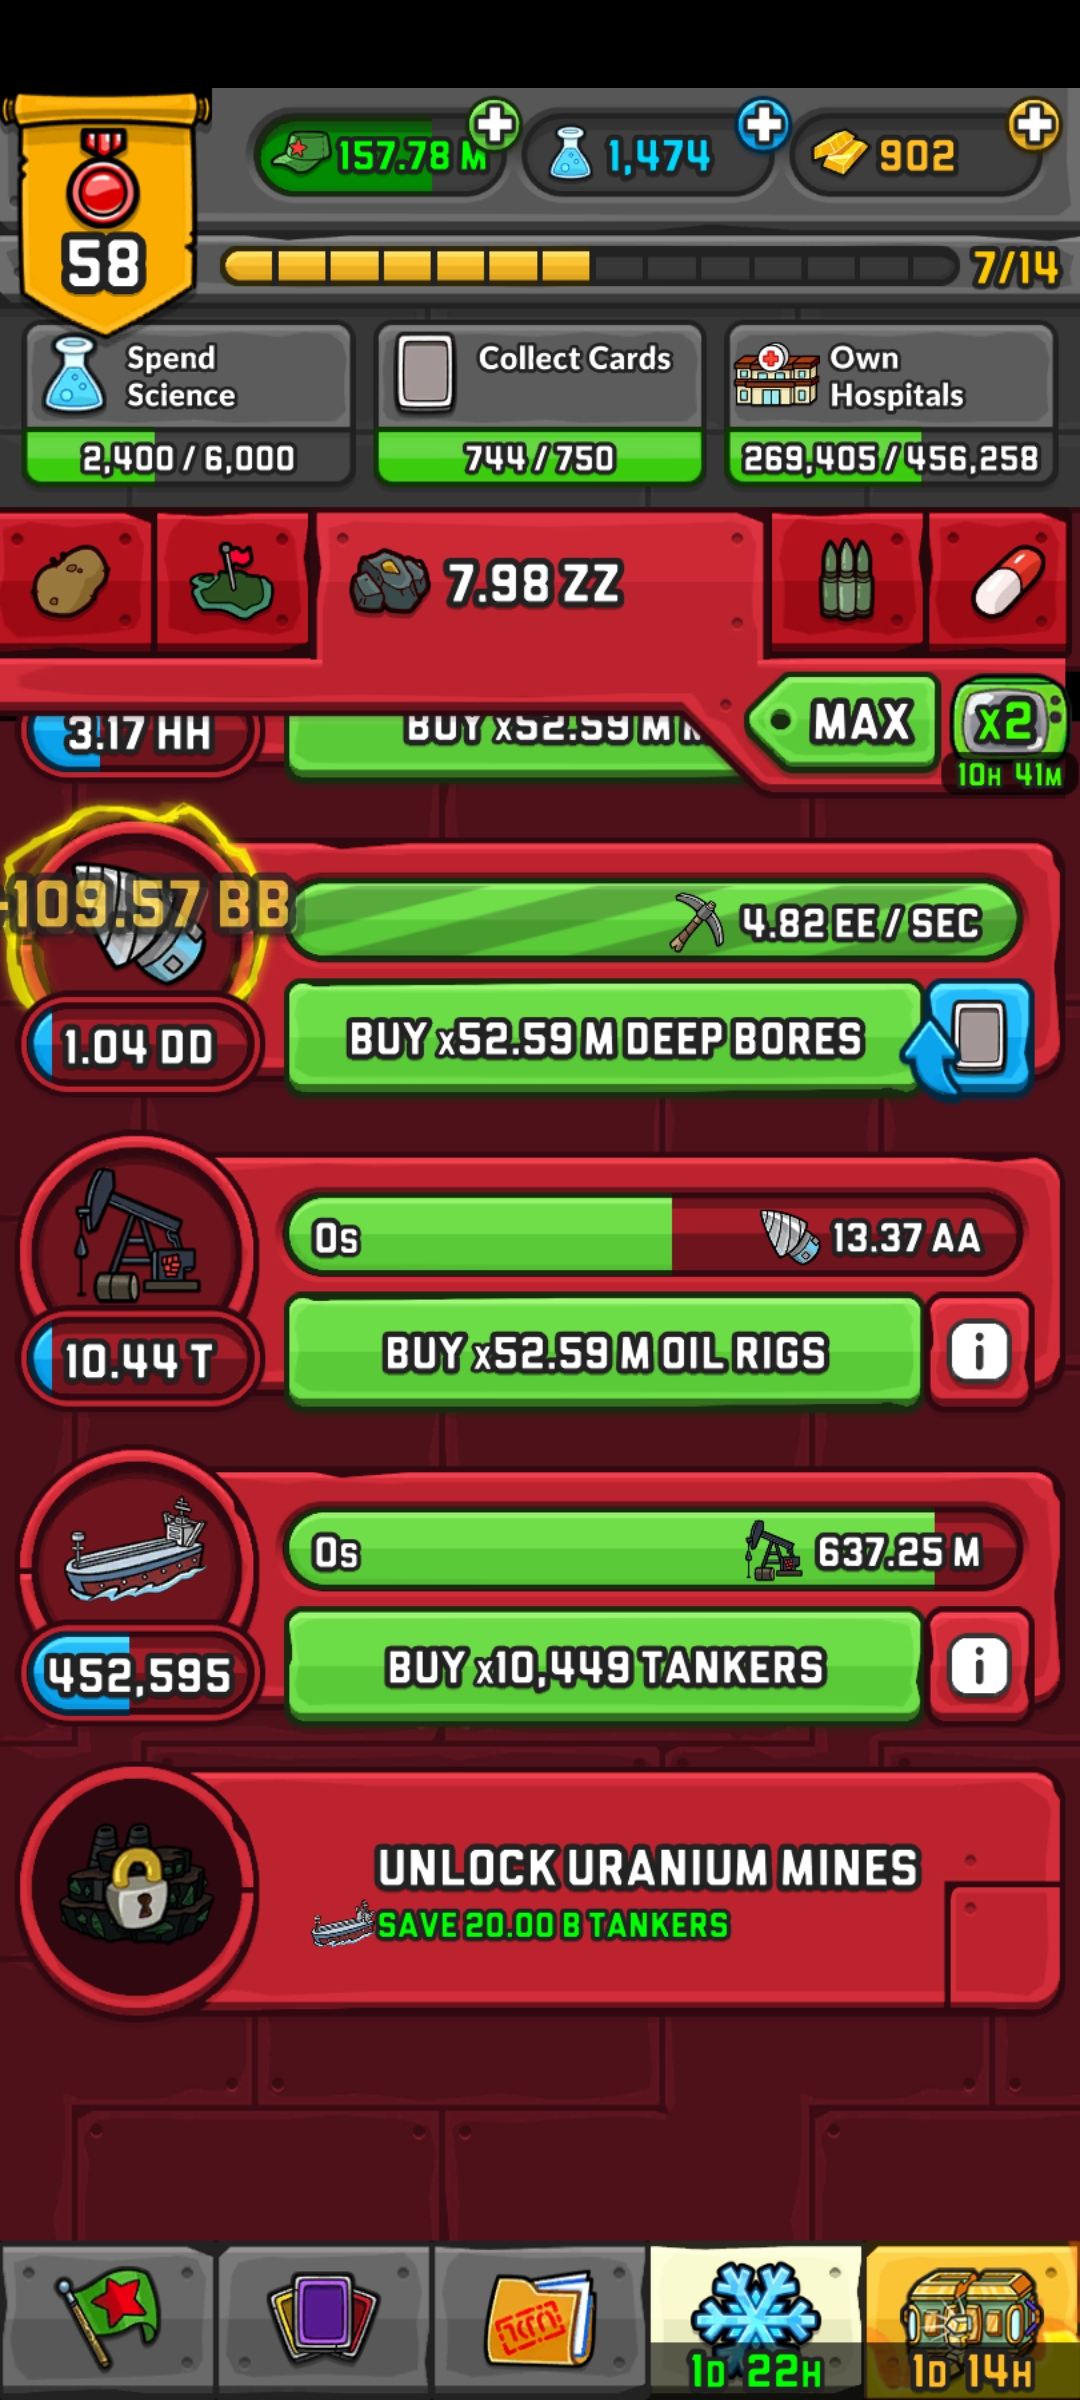 157.78 M
1,474
902
58
7/14
Spend Science
2,400 / 6,000
Collect Cards
744 / 750
Own Hospitals
269,405 / 456,258
7.98 ZZ
MAX
x2
10H 41M
3.17 HH
BUY x52.59 M
109.57 BB
4.82 EE / SEC
1.04 DD
BUY x52.59 M DEEP BORES
0s
13.37 AA
10.44 T
BUY x52.59 M OIL RIGS
i
0s
637.25 M
452,595
BUY x10,449 TANKERS
i
UNLOCK URANIUM MINES
SAVE 20.00 B TANKERS
1D 22H
1D 14H